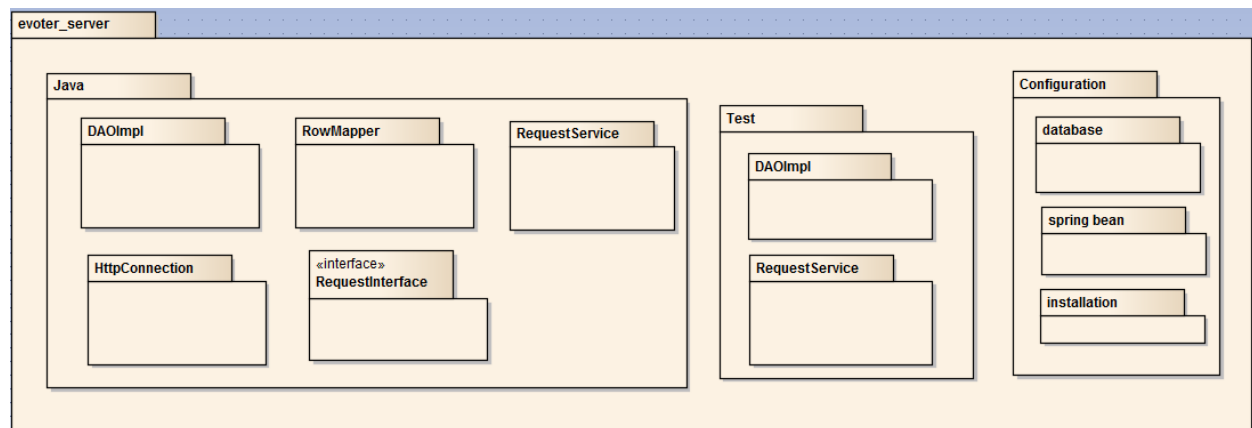 evoter_server
Java
DAOImpl
RowMapper
RequestService
HttpConnection
«interface»
RequestInterface
Test
DAOImpl
RequestService
Configuration
database
spring bean
installation